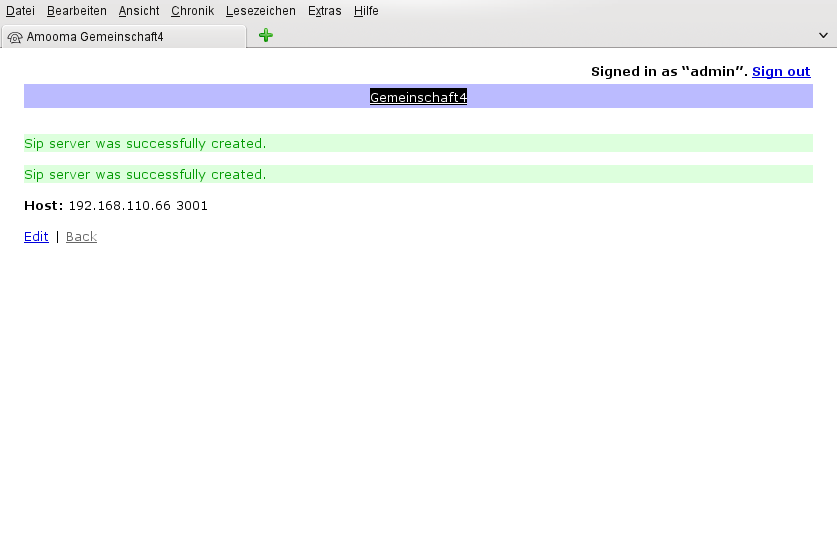 Datei Bearbeiten Ansicht Chronik Lesezeichen Extras Hilfe
Amooma Gemeinschaft4
Signed in as “admin”. Sign out
Gemeinschaft4
Sip server was successfully created.
Sip server was successfully created.
Host: 192.168.110.66 3001
Edit | Back